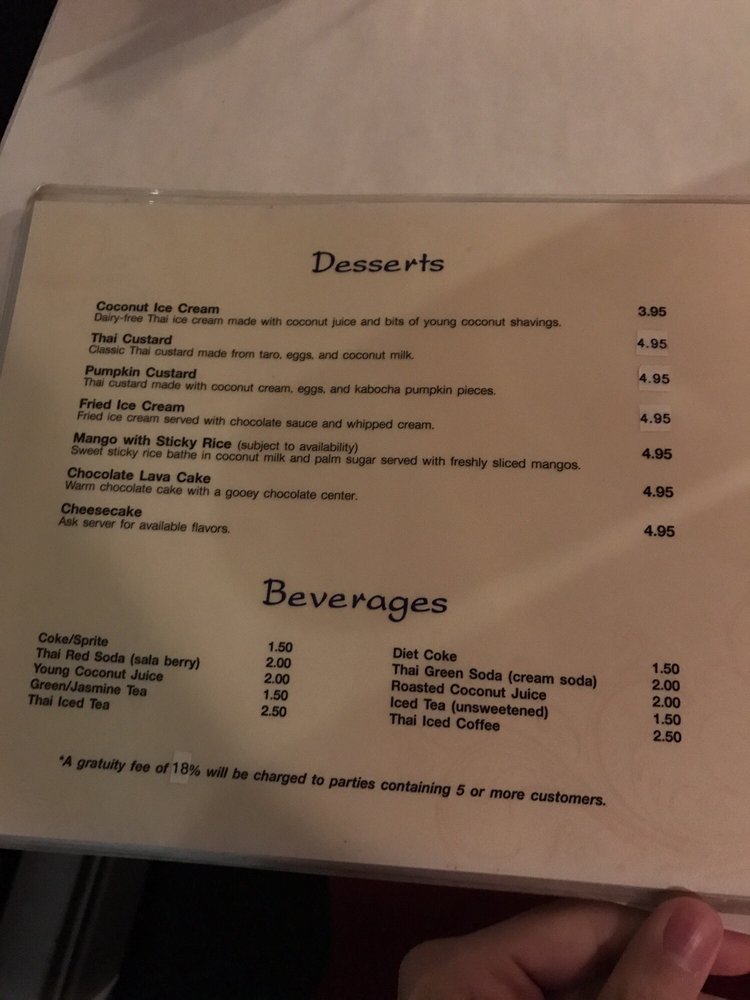 Desserts
Coconut Ice Cream 3.95
Dairy-free Thai ice cream made with coconut juice and bits of young coconut shavings.
Thai Custard 4.95
Classic Thai custard made from taro, eggs, and coconut milk.
Pumpkin Custard 4.95
Thai custard made with coconut cream, eggs, and kabocha pumpkin pieces.
Fried Ice Cream 4.95
Fried ice cream served with chocolate sauce and whipped cream.
Mango with Sticky Rice (subject to availability) 4.95
Sweet sticky rice bathe in coconut milk and palm sugar served with freshly sliced mangos.
Chocolate Lava Cake 4.95
Warm chocolate cake with a gooey chocolate center.
Cheesecake 4.95
Ask server for available flavors.
Beverages
Coke/Sprite 1.50
Thai Red Soda (sala berry) 2.00
Young Coconut Juice 2.00
Green/Jasmine Tea 1.50
Thai Iced Tea 2.50
Diet Coke 1.50
Thai Green Soda (cream soda) 2.00
Roasted Coconut Juice 2.00
Iced Tea (unsweetened) 1.50
Thai Iced Coffee 2.50
*A gratuity fee of 18% will be charged to parties containing 5 or more customers.